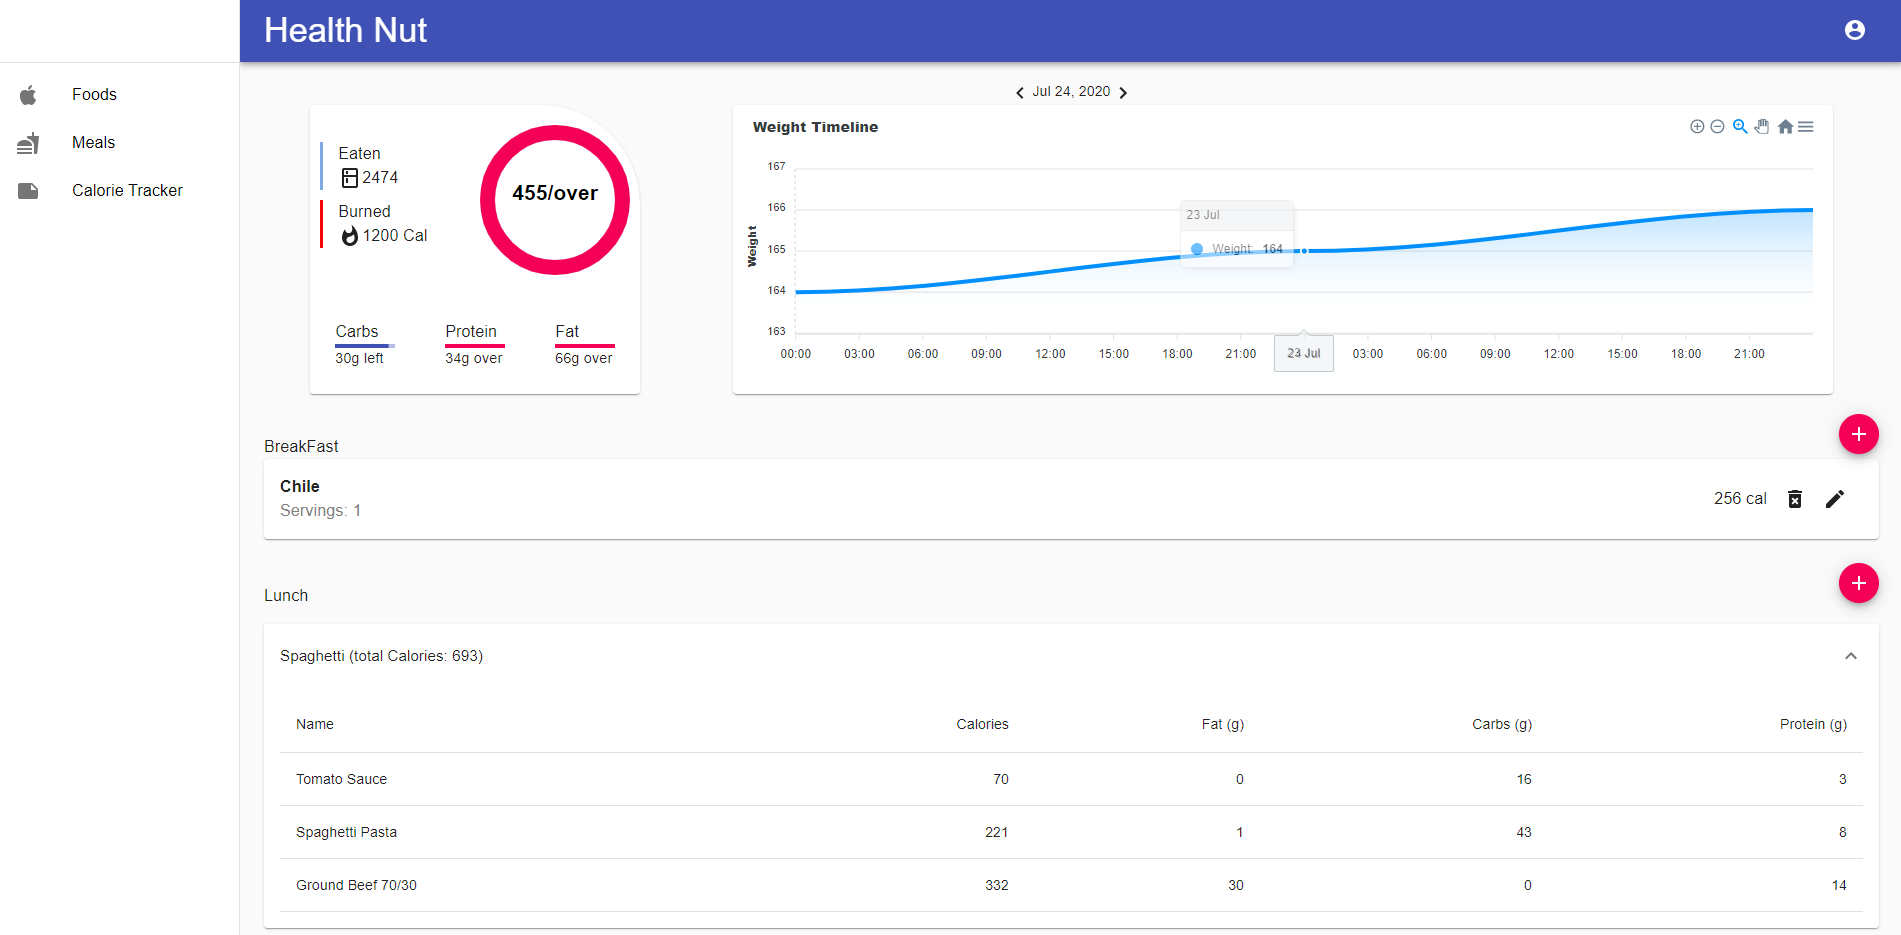 Health Nut
Foods
Meals
Calorie Tracker
Jul 24, 2020
Eaten
2474
Burned
1200 Cal
455/over
Carbs
30g left
Protein
34g over
Fat
66g over
Weight Timeline
Weight
167
166
165
164
163
23 Jul
Weight: 164
00:00 03:00 06:00 09:00 12:00 15:00 18:00 21:00 23 Jul 03:00 06:00 09:00 12:00 15:00 18:00 21:00
BreakFast
Chile
Servings: 1
256 cal
Lunch
Spaghetti (total Calories: 693)
Name Calories Fat (g) Carbs (g) Protein (g)
Tomato Sauce 70 0 16 3
Spaghetti Pasta 221 1 43 8
Ground Beef 70/30 332 30 0 14